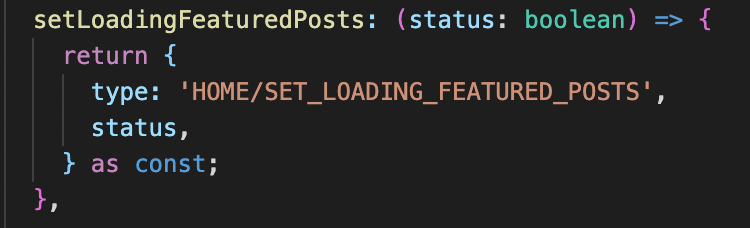 setLoadingFeaturedPosts: (status: boolean) => {
  return {
    type: 'HOME/SET_LOADING_FEATURED_POSTS',
    status,
  } as const;
},